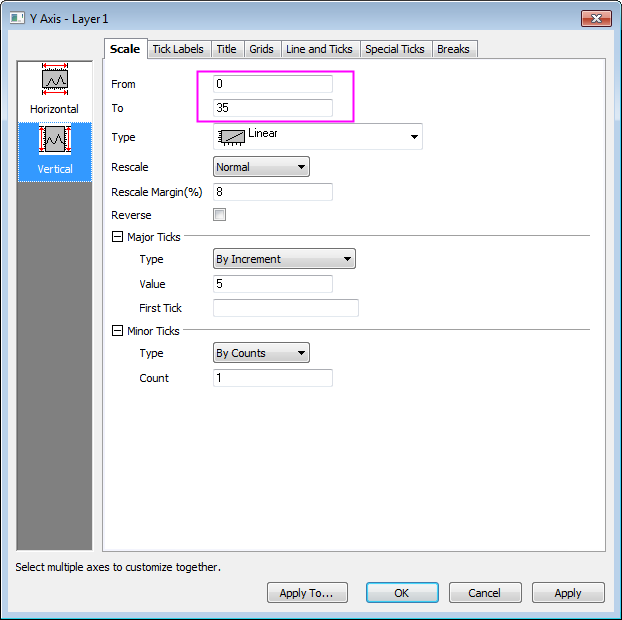 Y Axis - Layer1
Scale Tick Labels Title Grids Line and Ticks Special Ticks Breaks
Horizontal
Vertical
From 0
To 35
Type Linear
Rescale Normal
Rescale Margin(%) 8
Reverse
Major Ticks
Type By Increment
Value 5
First Tick
Minor Ticks
Type By Counts
Count 1
Select multiple axes to customize together.
Apply To... OK Cancel Apply